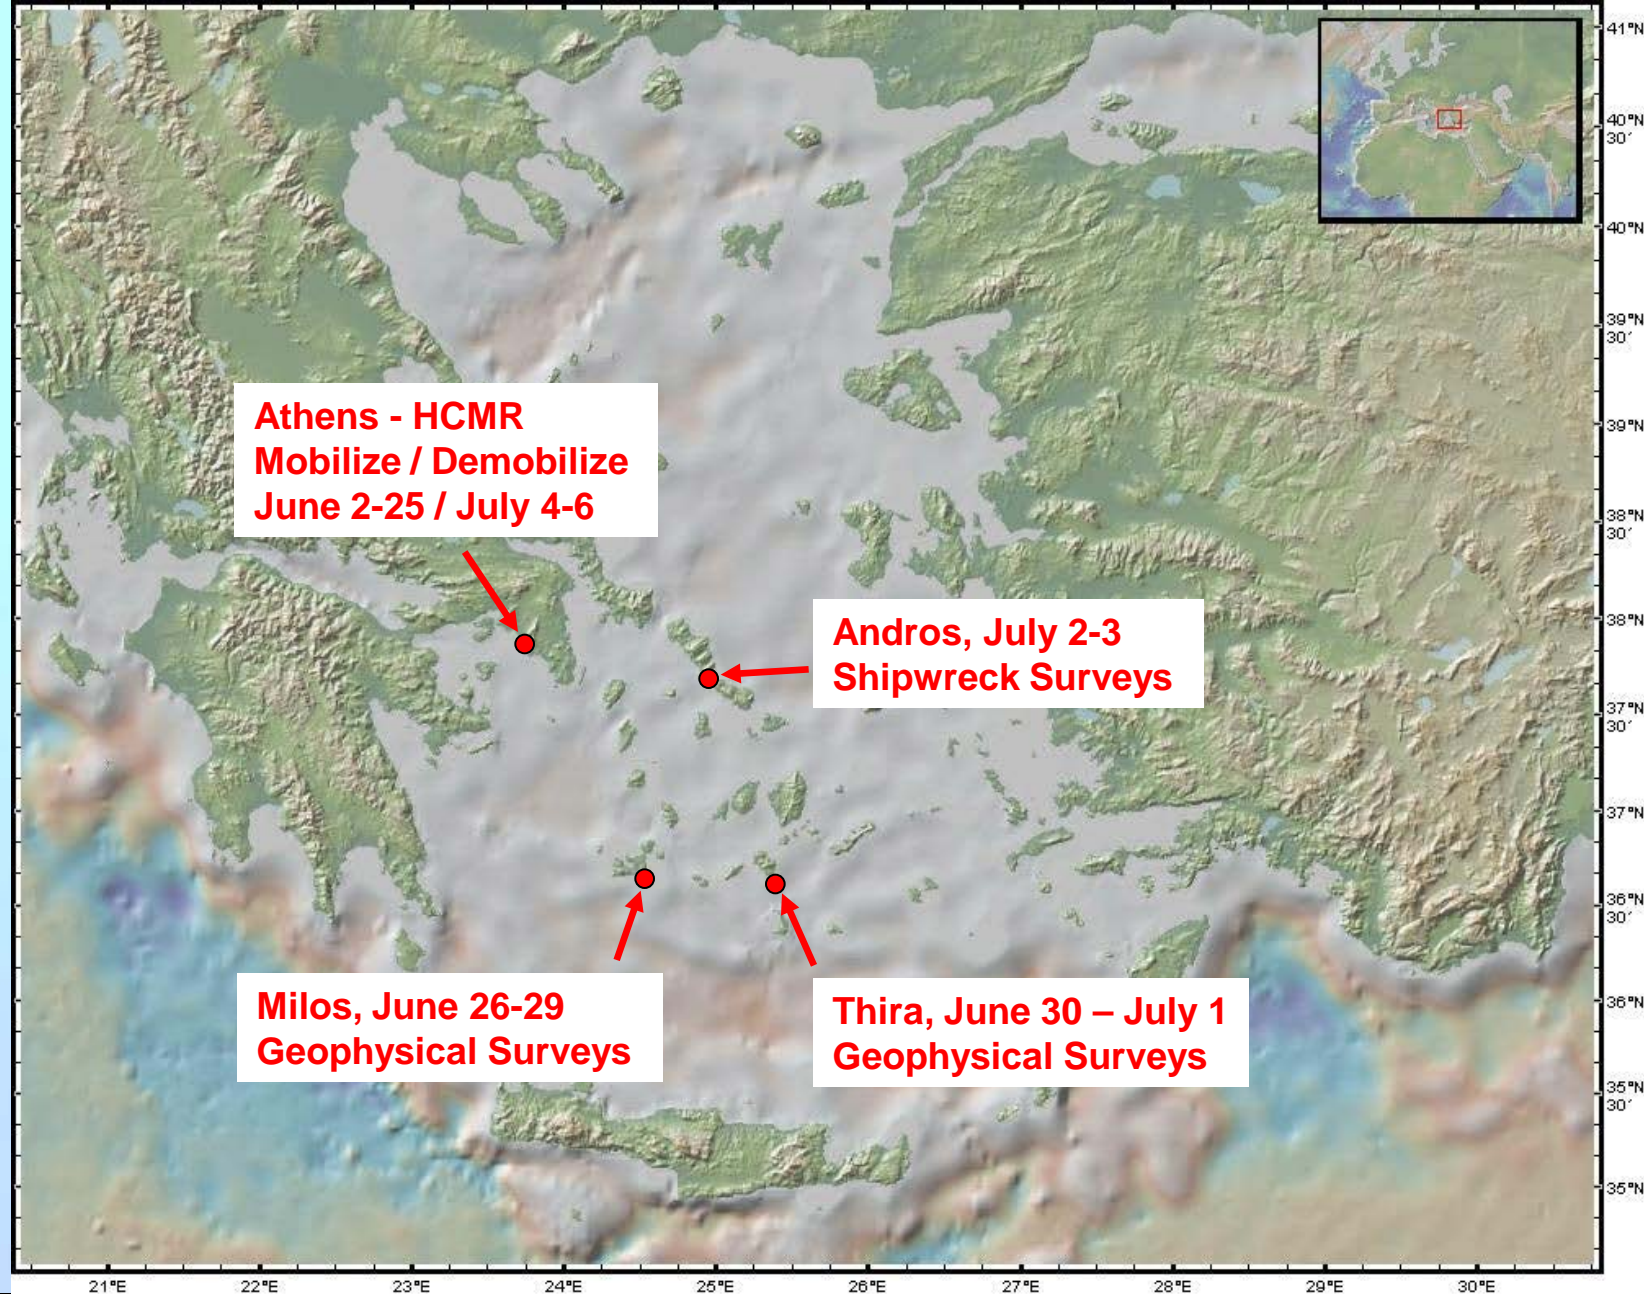 Athens - HCMR
Mobilize / Demobilize
June 2-25 / July 4-6
Andros, July 2-3
Shipwreck Surveys
Milos, June 26-29
Geophysical Surveys
Thira, June 30 – July 1
Geophysical Surveys
41°N
40°N
30′
40°N
39°N
30′
39°N
38°N
30′
38°N
37°N
30′
37°N
36°N
30′
36°N
35°N
30′
35°N
21°E
22°E
23°E
24°E
25°E
26°E
27°E
28°E
29°E
30°E